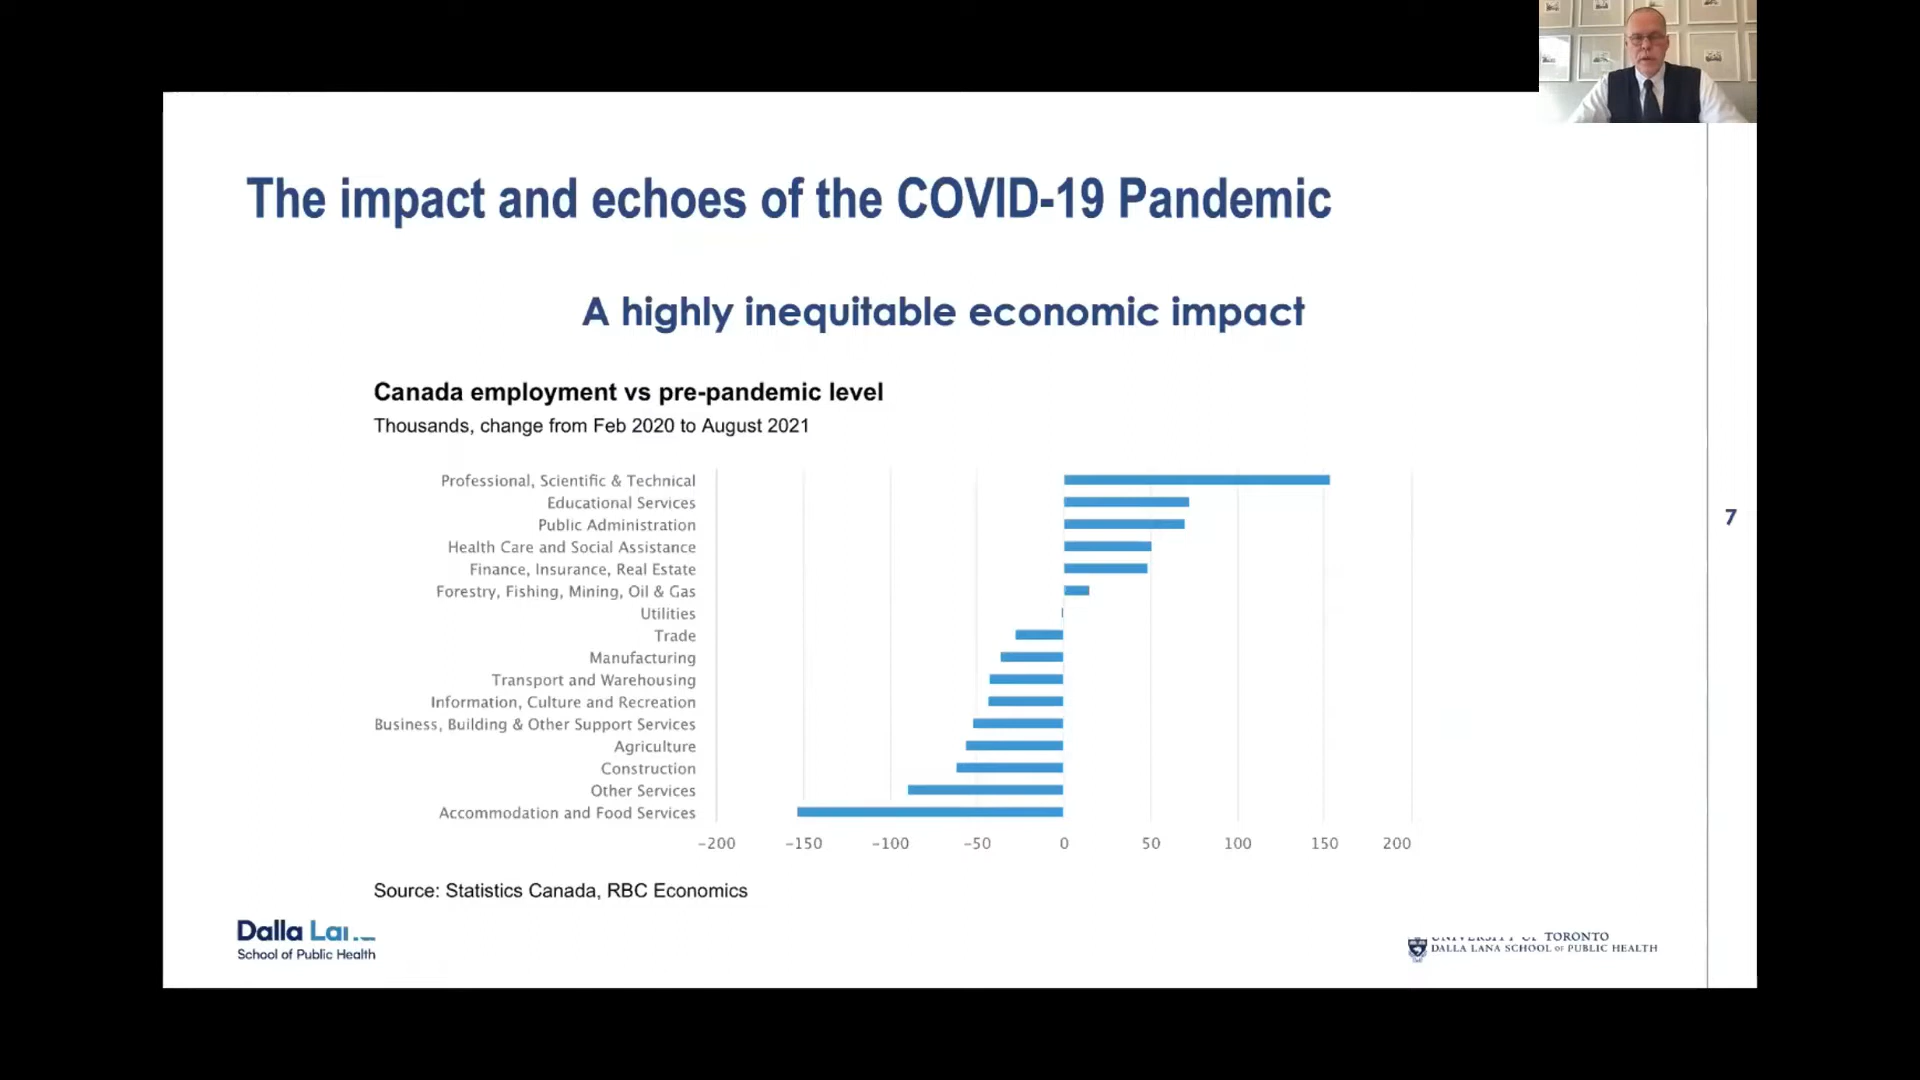 The impact and echoes of the COVID-19 Pandemic
A highly inequitable economic impact
Canada employment vs pre-pandemic level
Thousands, change from Feb 2020 to August 2021
Professional, Scientific & Technical
Educational Services
Public Administration
Health Care and Social Assistance
Finance, Insurance, Real Estate
Forestry, Fishing, Mining, Oil & Gas
Utilities
Trade
Manufacturing
Transport and Warehousing
Information, Culture and Recreation
Business, Building & Other Support Services
Agriculture
Construction
Other Services
Accommodation and Food Services
-200 -150 -100 -50 0 50 100 150 200
7
Source: Statistics Canada, RBC Economics
Dalla
School of Public Health
TORONTO
DALLA LANA SCHOOL OF PUBLIC HEALTH